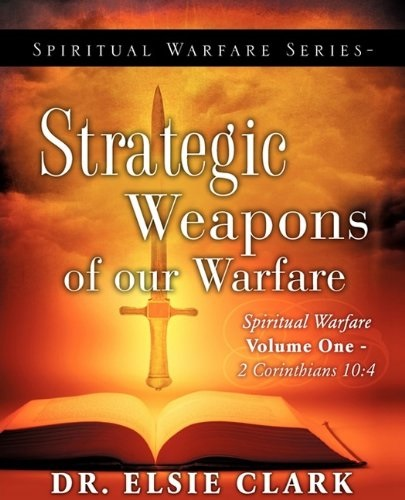 Spiritual Warfare Series-
Strategic
Weapons
of our Warfare
Spiritual Warfare
Volume One -
2 Corinthians 10:4
DR. ELSIE CLARK